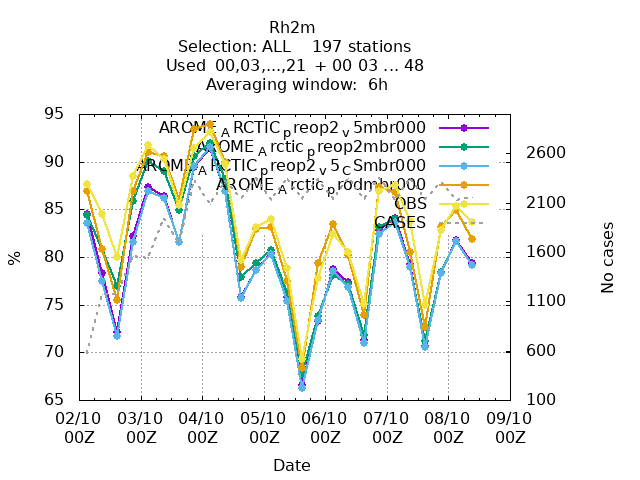 Rh2m
Selection: ALL 197 stations
Used 00,03,...,21 + 00 03 ... 48
Averaging window: 6h
AROME_ARCTIC_preop2_v5mbr000
AROME_Arctic_preop2mbr000
AROME_ARCTIC_preop2_v5_CSmbr000
AROME_Arctic_prodmbr000
OBS
CASES
95
90
85
80
75
70
65
%
2600
2100
1600
1100
600
100
No cases
02/10 03/10 04/10 05/10 06/10 07/10 08/10 09/10
00Z 00Z 00Z 00Z 00Z 00Z 00Z 00Z
Date